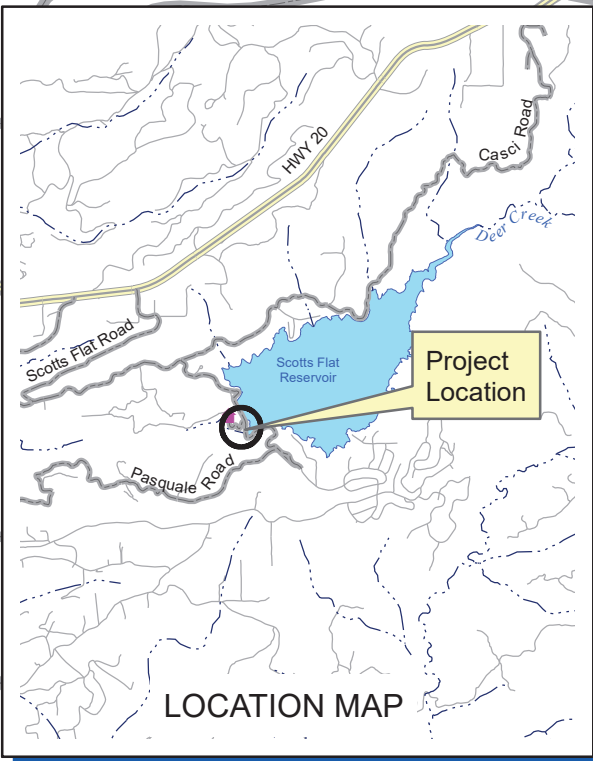 HWY 20
Casci Road
Deer Creek
Scotts Flat Road
Scotts Flat
Reservoir
Project
Location
Pasquale Road
LOCATION MAP